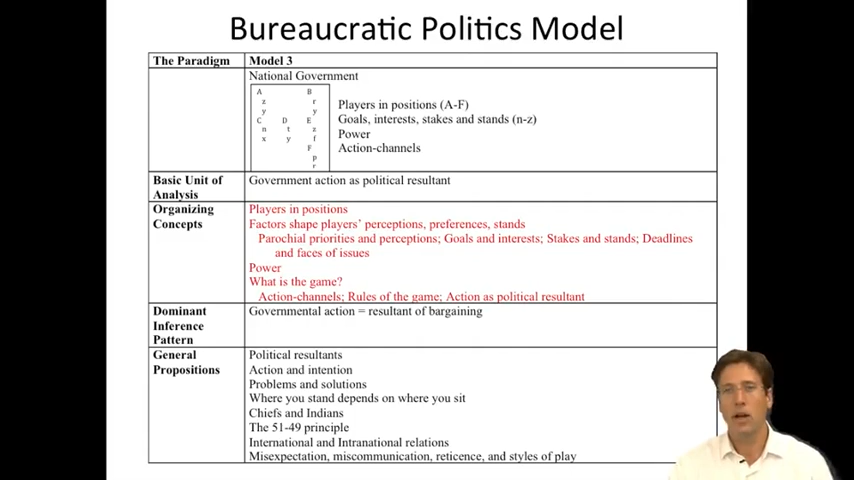 Bureaucratic Politics Model
The Paradigm Model 3
National Government
A B
z r
y y
C D E
n t z
x y f
F
p
r
Players in positions (A-F)
Goals, interests, stakes and stands (n-z)
Power
Action-channels
Basic Unit of Analysis
Government action as political resultant
Organizing Concepts
Players in positions
Factors shape players' perceptions, preferences, stands
Parochial priorities and perceptions; Goals and interests; Stakes and stands; Deadlines
and faces of issues
Power
What is the game?
Action-channels; Rules of the game; Action as political resultant
Dominant
Inference
Pattern
Governmental action = resultant of bargaining
General
Propositions
Political resultants
Action and intention
Problems and solutions
Where you stand depends on where you sit
Chiefs and Indians
The 51-49 principle
International and Intranational relations
Misexpectation, miscommunication, reticence, and styles of play